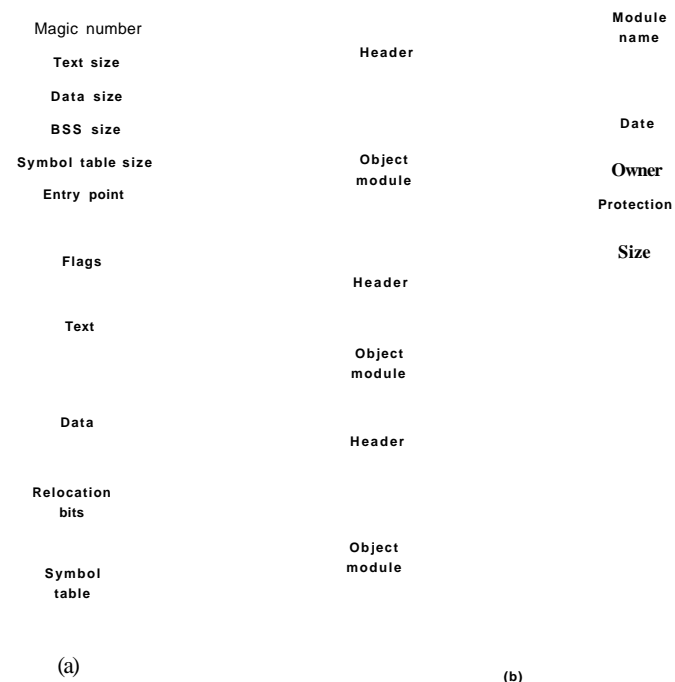 Magic number
Text size
Data size
BSS size
Symbol table size
Entry point
Flags
Text
Data
Relocation
bits
Symbol
table
(a)
Header
Object
module
Header
Object
module
Header
Object
module
Module
name
Date
Owner
Protection
Size
(b)